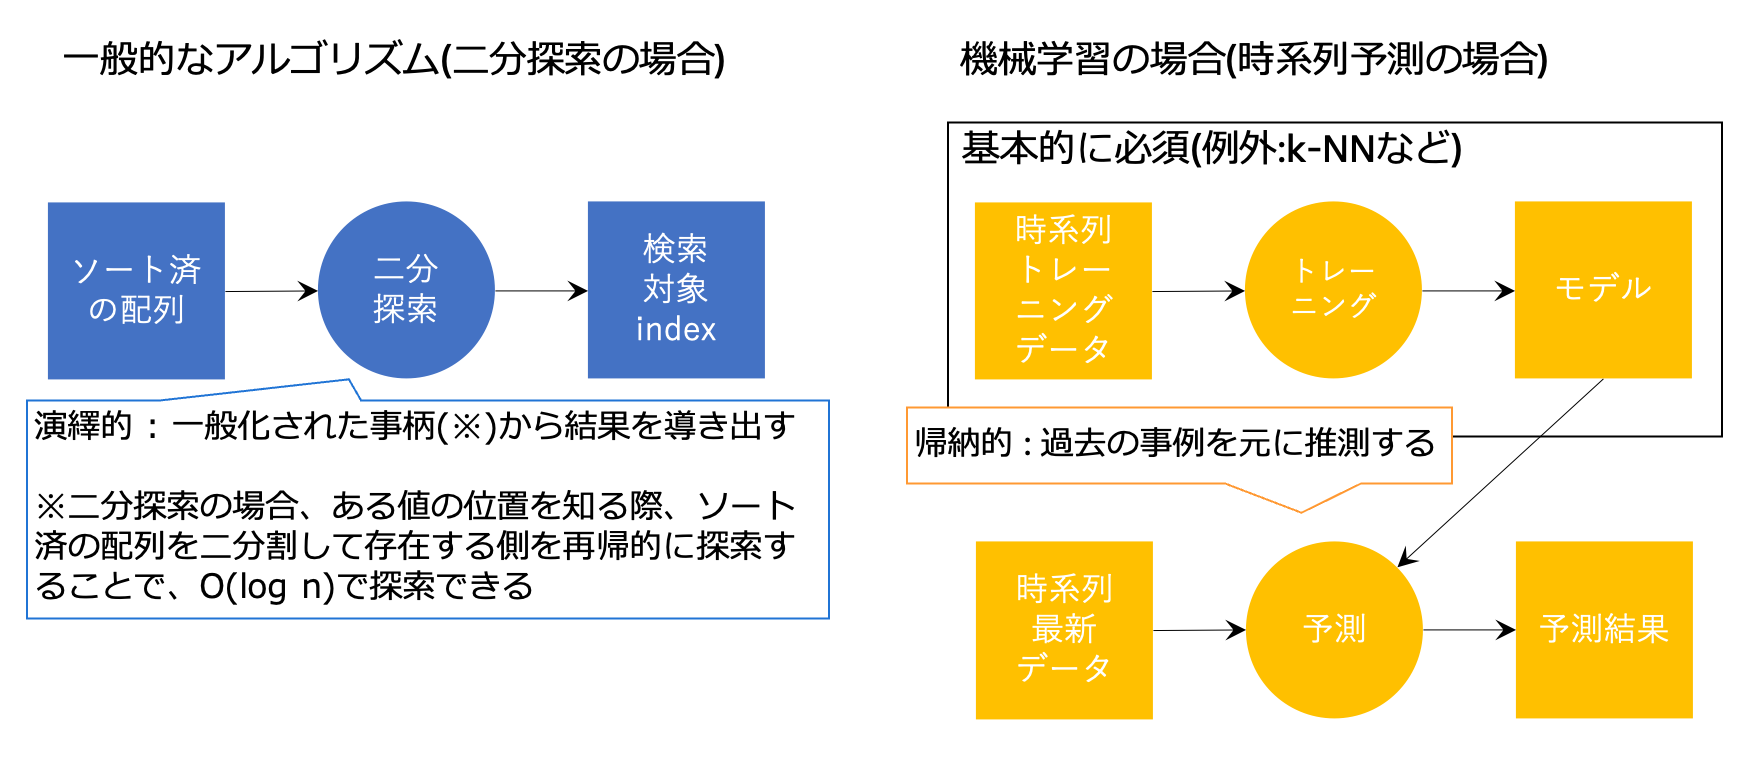 一般的なアルゴリズム(二分探索の場合)
ソート済
の配列
二分
探索
検索
対象
index
演繹的 : 一般化された事柄(※)から結果を導き出す
※二分探索の場合、ある値の位置を知る際、ソート
済の配列を二分割して存在する側を再帰的に探索す
ることで、O(log n)で探索できる
機械学習の場合(時系列予測の場合)
基本的に必須(例外:k-NNなど)
時系列
トレー
ニング
データ
トレー
ニング
モデル
帰納的 : 過去の事例を元に推測する
時系列
最新
データ
予測
予測結果